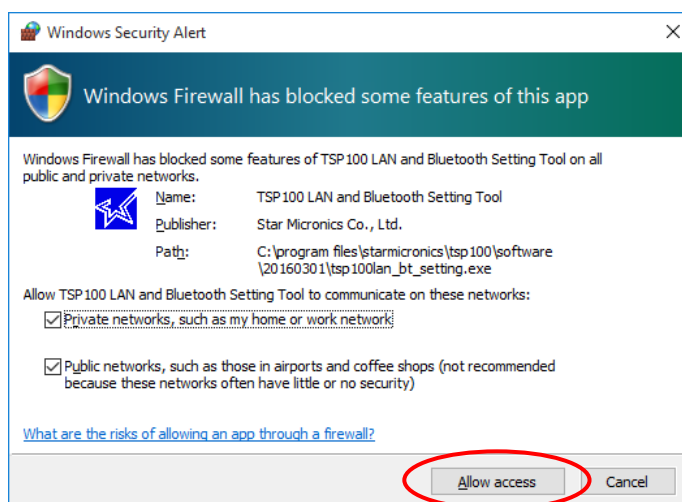 Windows Security Alert
Windows Firewall has blocked some features of this app
Windows Firewall has blocked some features of TSP100 LAN and Bluetooth Setting Tool on all
public and private networks.
Name: TSP100 LAN and Bluetooth Setting Tool
Publisher: Star Micronics Co., Ltd.
Path: C:\program files\starmicronics\tsp100\software
\20160301\tsp100lan_bt_setting.exe
Allow TSP100 LAN and Bluetooth Setting Tool to communicate on these networks:
Private networks, such as my home or work network
Public networks, such as those in airports and coffee shops (not recommended
because these networks often have little or no security)
What are the risks of allowing an app through a firewall?
Allow access Cancel